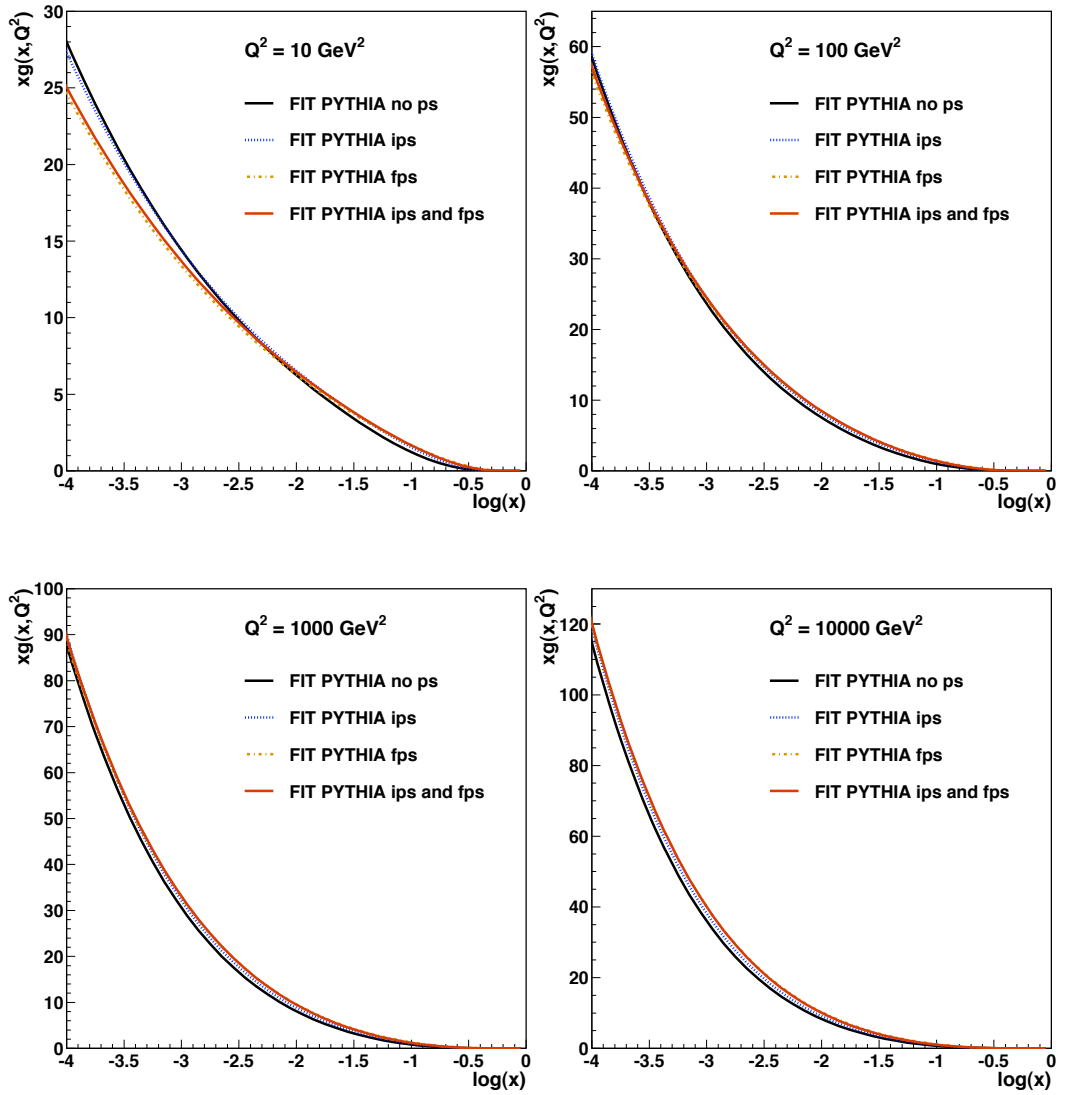 xg(x,Q²)
30
25
20
15
10
5
0
Q² = 10 GeV²
FIT PYTHIA no ps
FIT PYTHIA ips
FIT PYTHIA fps
FIT PYTHIA ips and fps
-4 -3.5 -3 -2.5 -2 -1.5 -1 -0.5 0
log(x)
xg(x,Q²)
60
50
40
30
20
10
0
Q² = 100 GeV²
FIT PYTHIA no ps
FIT PYTHIA ips
FIT PYTHIA fps
FIT PYTHIA ips and fps
-4 -3.5 -3 -2.5 -2 -1.5 -1 -0.5 0
log(x)
xg(x,Q²)
100
90
80
70
60
50
40
30
20
10
0
Q² = 1000 GeV²
FIT PYTHIA no ps
FIT PYTHIA ips
FIT PYTHIA fps
FIT PYTHIA ips and fps
-4 -3.5 -3 -2.5 -2 -1.5 -1 -0.5 0
log(x)
xg(x,Q²)
120
100
80
60
40
20
0
Q² = 10000 GeV²
FIT PYTHIA no ps
FIT PYTHIA ips
FIT PYTHIA fps
FIT PYTHIA ips and fps
-4 -3.5 -3 -2.5 -2 -1.5 -1 -0.5 0
log(x)